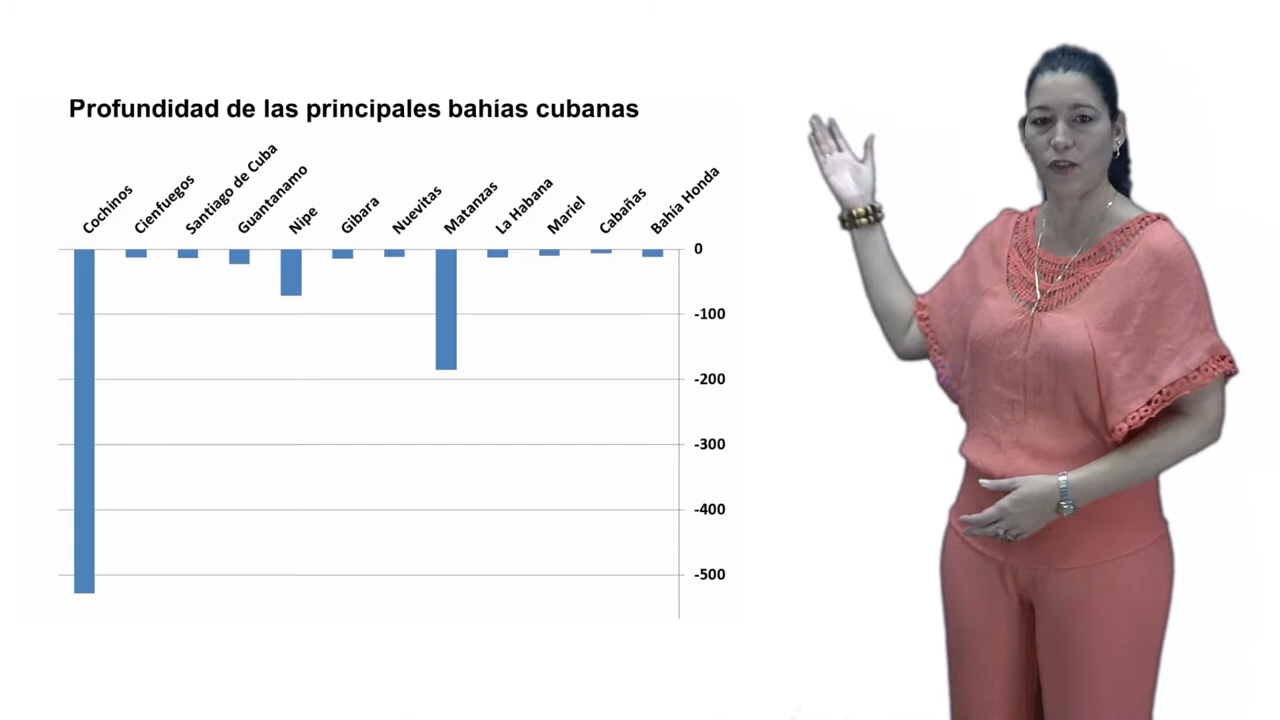 Profundidad de las principales bahías cubanas
Cochinos
Cienfuegos
Santiago de Cuba
Guantanamo
Nipe
Gibara
Nuevitas
Matanzas
La Habana
Mariel
Cabañas
Bahía Honda
0
-100
-200
-300
-400
-500